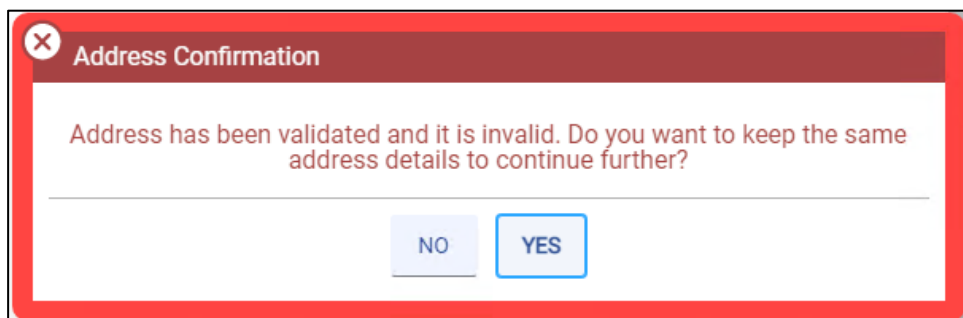 Address Confirmation
Address has been validated and it is invalid. Do you want to keep the same
address details to continue further?
NO
YES